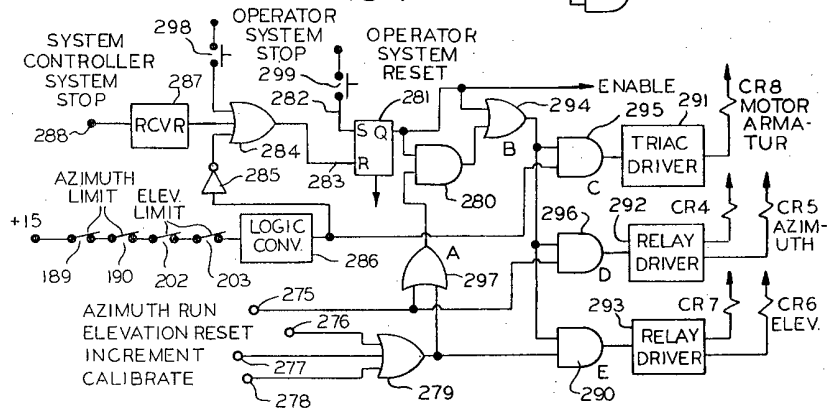 298
OPERATOR
SYSTEM
STOP
OPERATOR
SYSTEM
RESET
SYSTEM
CONTROLLER
SYSTEM
STOP
299
282
287
281
ENABLE
CR8
MOTOR
ARMA-
TUR
288
RCVR
284
S Q
R
294
B
295
291
TRIAC
DRIVER
283
280
C
285
AZIMUTH
LIMIT
ELEV.
LIMIT
+15
LOGIC
CONV.
286
189
190
202
203
A
297
296
D
292
RELAY
DRIVER
CR4
CR5
AZIM-
UTH
275
AZIMUTH RUN
276
ELEVATION RESET
INCREMENT
277
CALIBRATE
278
279
293
RELAY
DRIVER
CR7
CR6
ELEV.
E
290